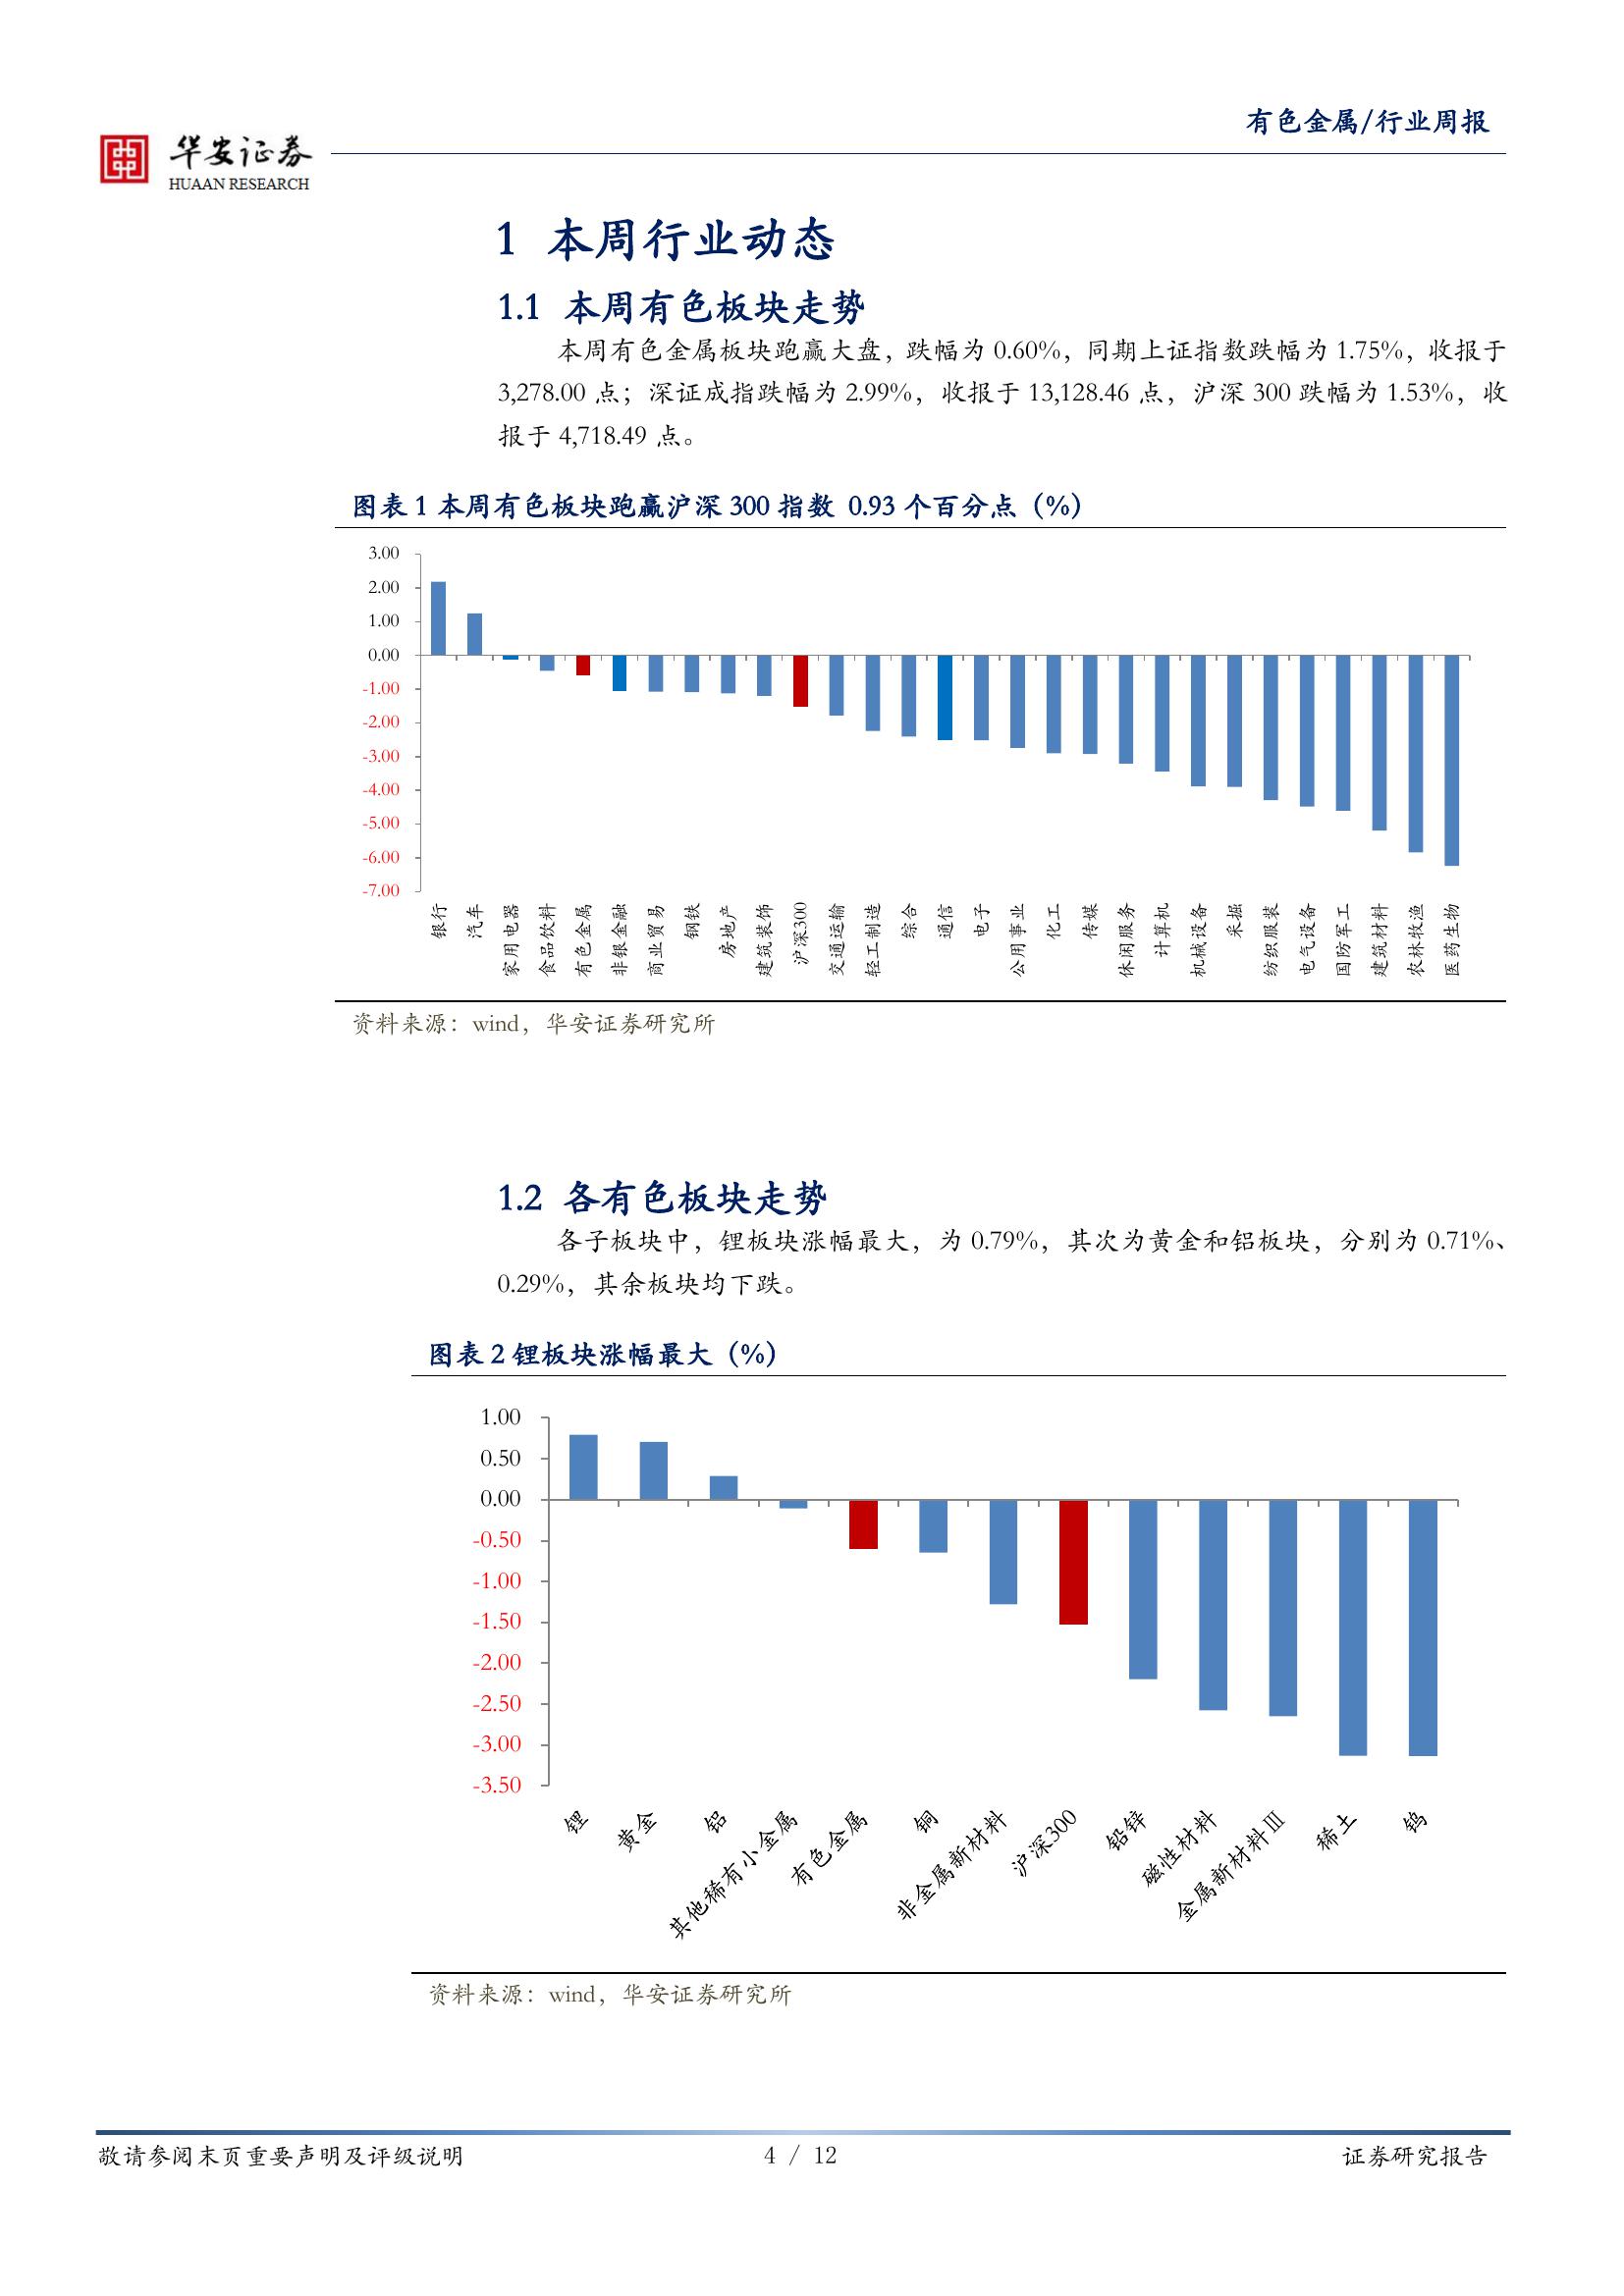 有色金属/行业周报
华安证券
HUAAN RESEARCH
1 本周行业动态
1.1 本周有色板块走势
本周有色金属板块跑赢大盘，跌幅为 0.60%，同期上证指数跌幅为 1.75%，收报于
3,278.00 点；深证成指跌幅为 2.99%，收报于 13,128.46 点，沪深 300 跌幅为 1.53%，收
报于 4,718.49 点。
图表 1 本周有色板块跑赢沪深 300 指数 0.93 个百分点（%）
3.00
2.00
1.00
0.00
-1.00
-2.00
-3.00
-4.00
-5.00
-6.00
-7.00
银行
汽车
家用电器
食品饮料
有色金属
非银金融
商业贸易
钢铁
房地产
建筑装饰
沪深300
交通运输
轻工制造
综合
通信
电子
公用事业
化工
传媒
休闲服务
计算机
机械设备
采掘
纺织服装
电气设备
国防军工
建筑材料
农林牧渔
医药生物
资料来源：wind，华安证券研究所
1.2 各有色板块走势
各子板块中，锂板块涨幅最大，为 0.79%，其次为黄金和铝板块，分别为 0.71%、
0.29%，其余板块均下跌。
图表 2 锂板块涨幅最大（%）
1.00
0.50
0.00
-0.50
-1.00
-1.50
-2.00
-2.50
-3.00
-3.50
锂
黄金
铝
其他稀有小金属
有色金属
铜
非金属新材料
沪深300
铅锌
磁性材料
金属新材料Ⅲ
稀土
钨
资料来源：wind，华安证券研究所
敬请参阅末页重要声明及评级说明
4 / 12
证券研究报告